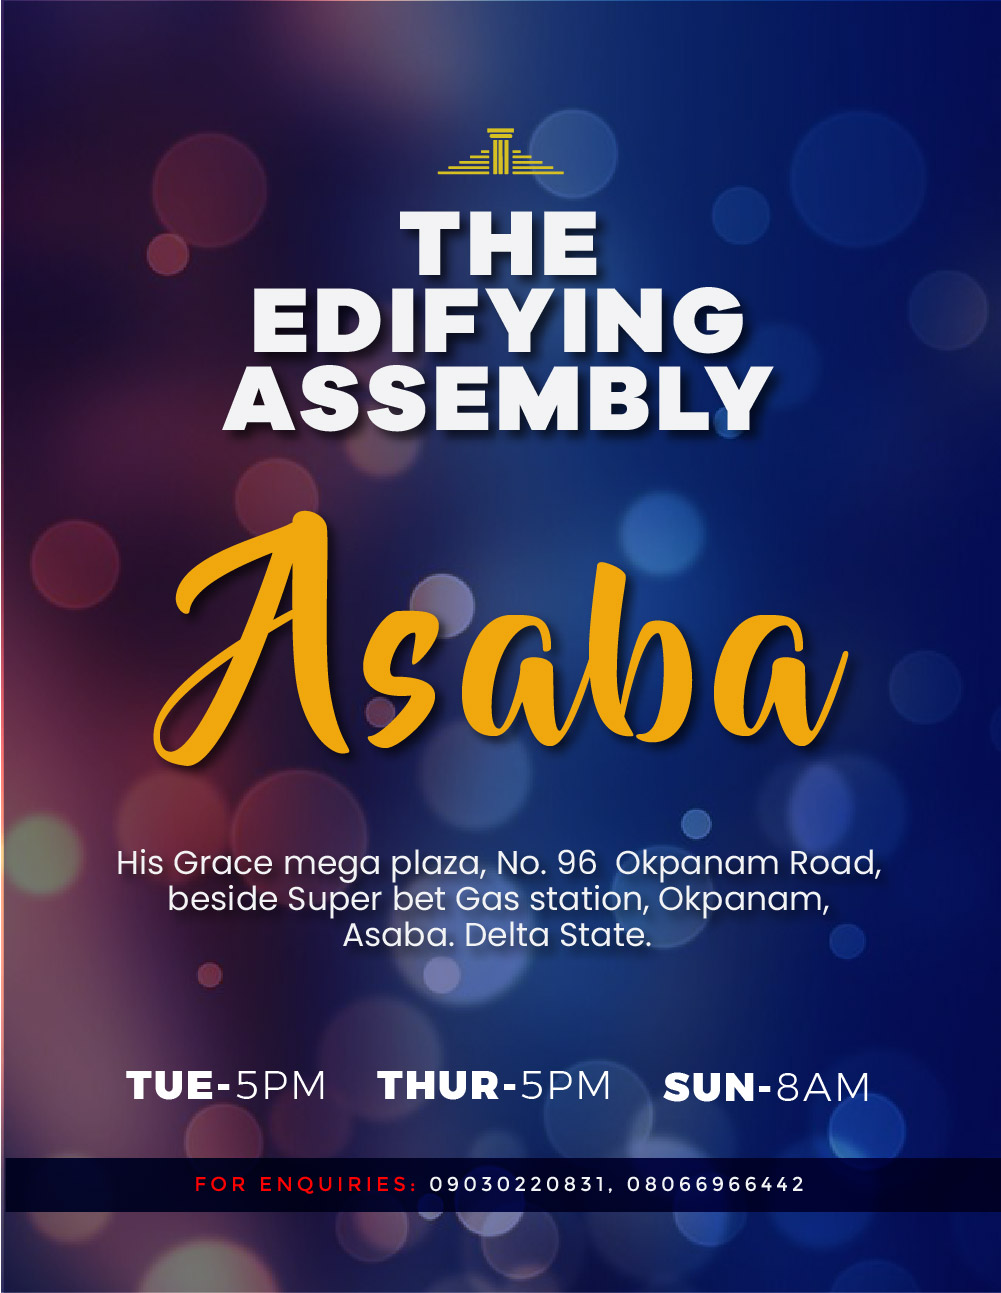 THE
EDIFYING
ASSEMBLY
Asaba
His Grace mega plaza, No. 96  Okpanam Road,
beside Super bet Gas station, Okpanam,
Asaba. Delta State.
TUE-5PM THUR-5PM SUN-8AM
FOR ENQUIRIES: 09030220831, 08066966442